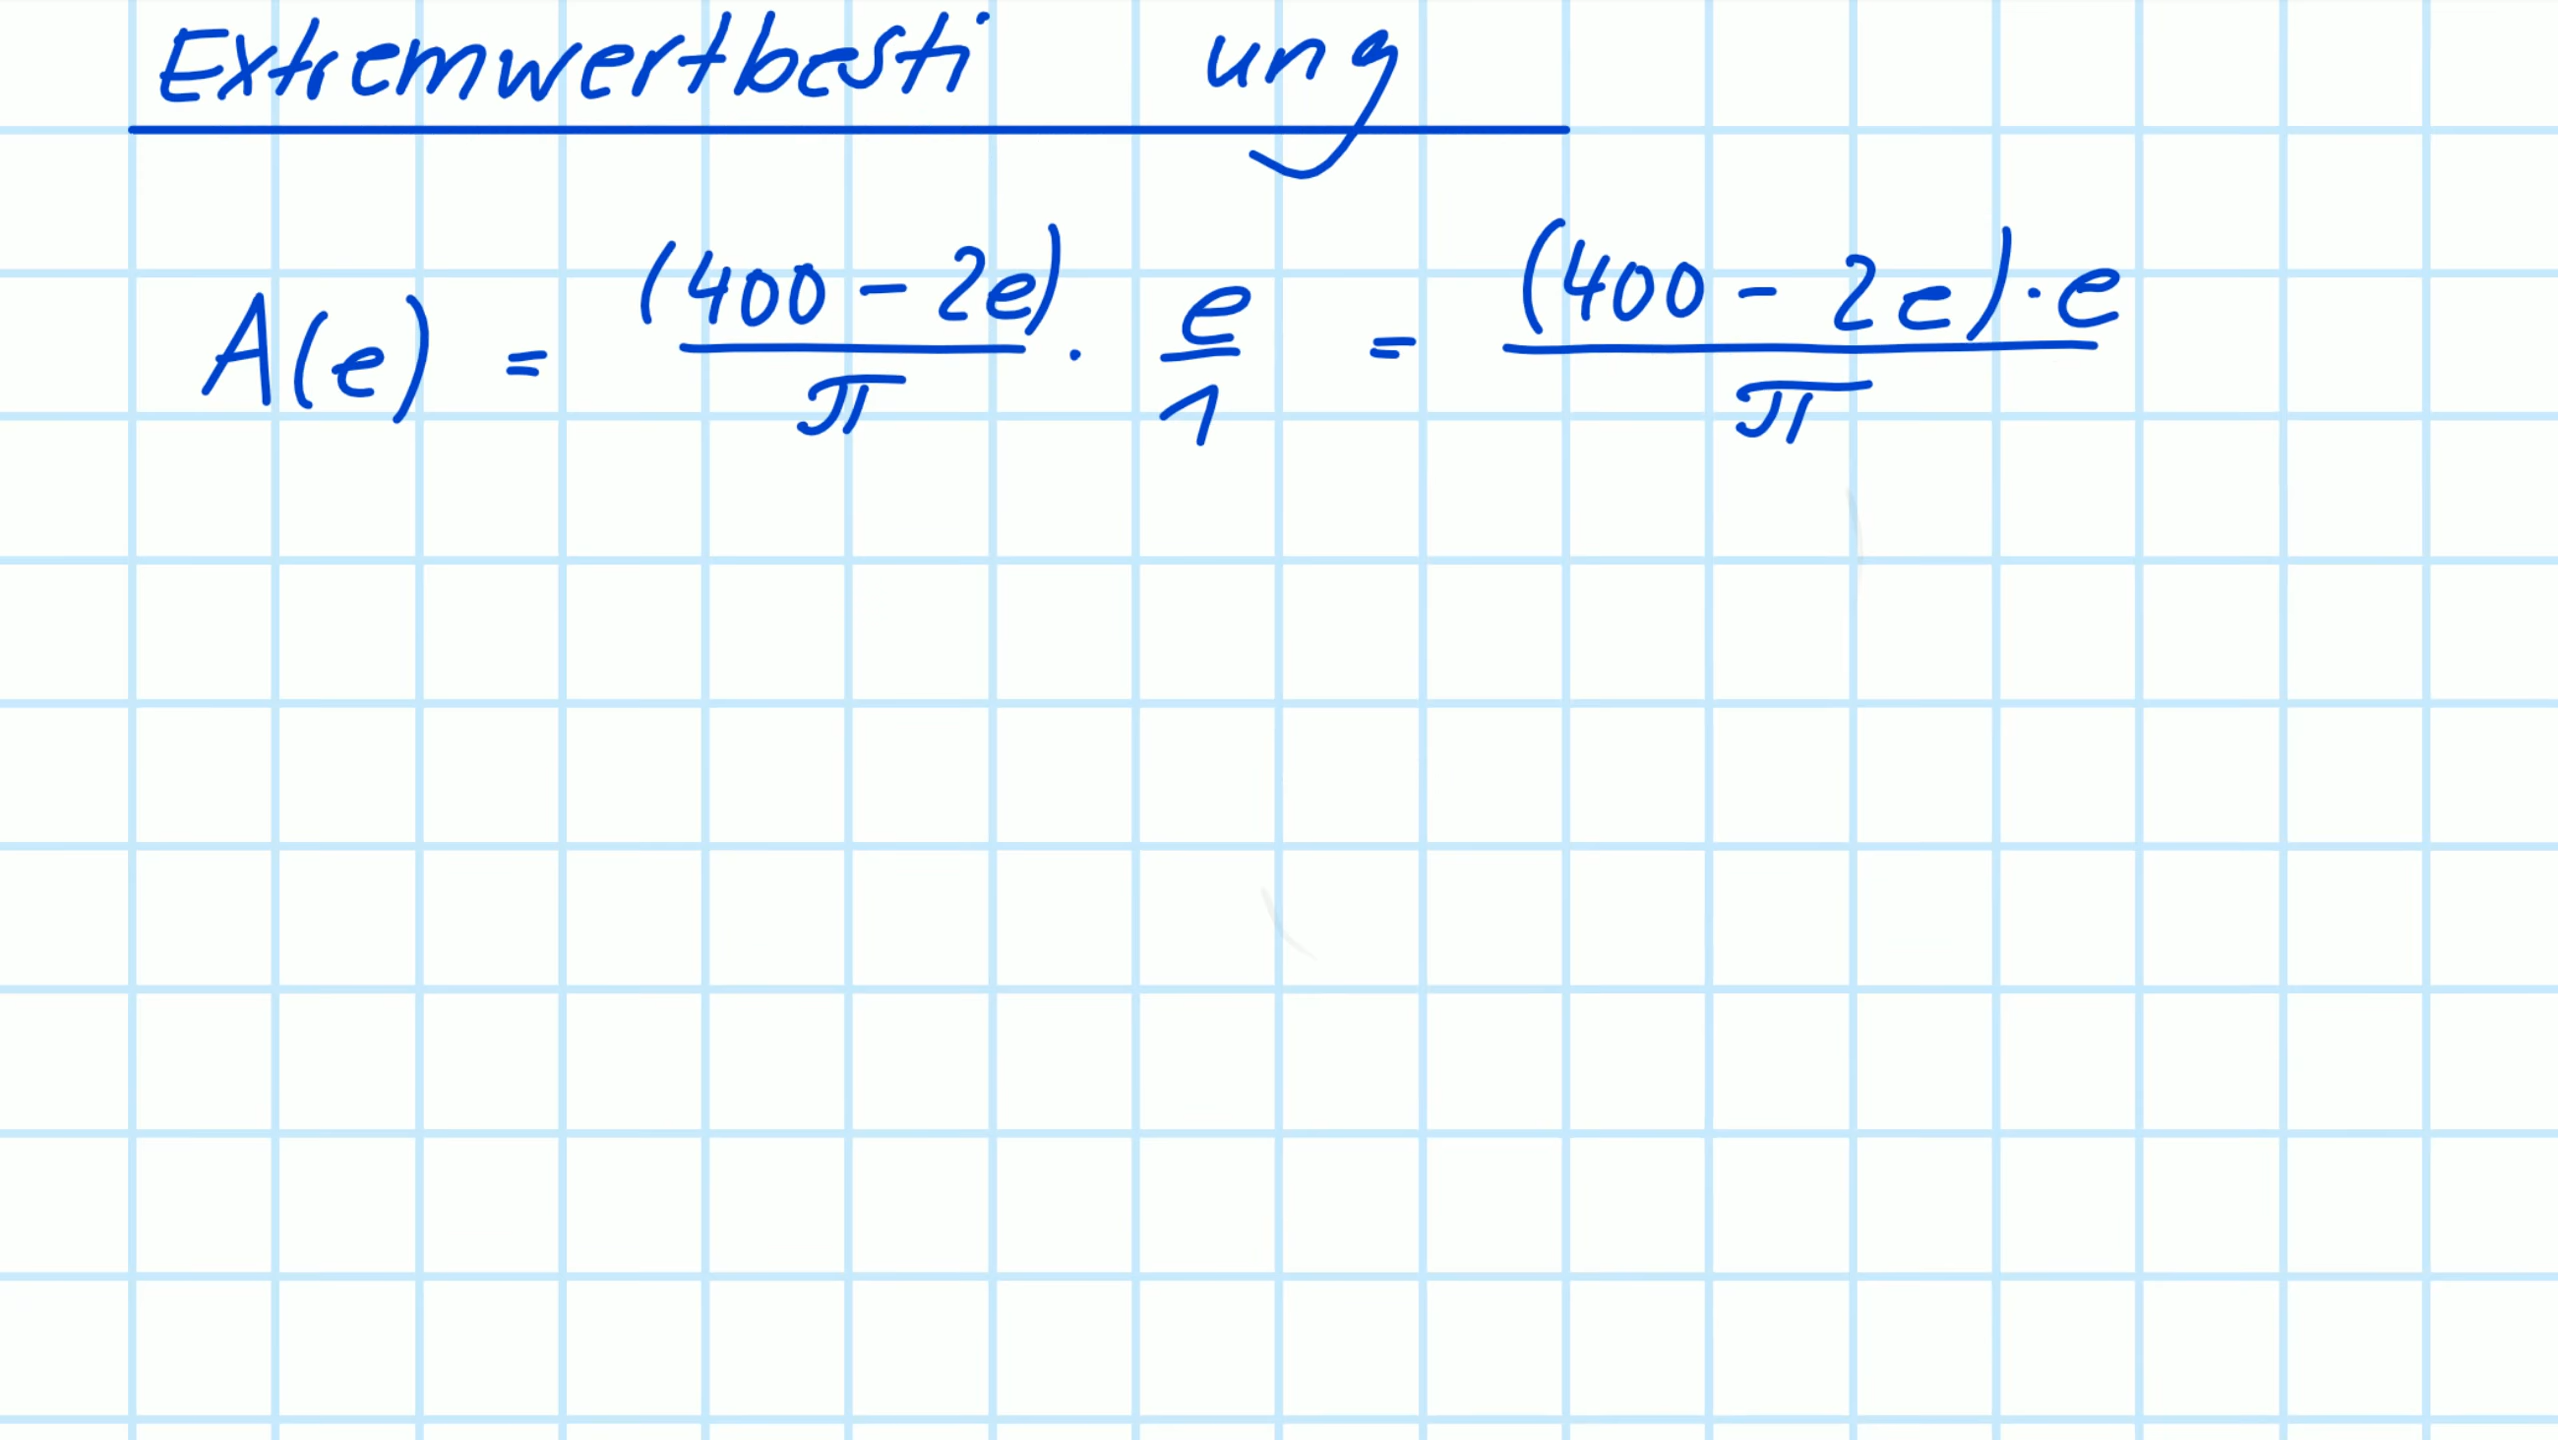 Extremwertbesti ung
A(e) = (400 - 2e)/π · e/1 = (400 - 2e) · e/π